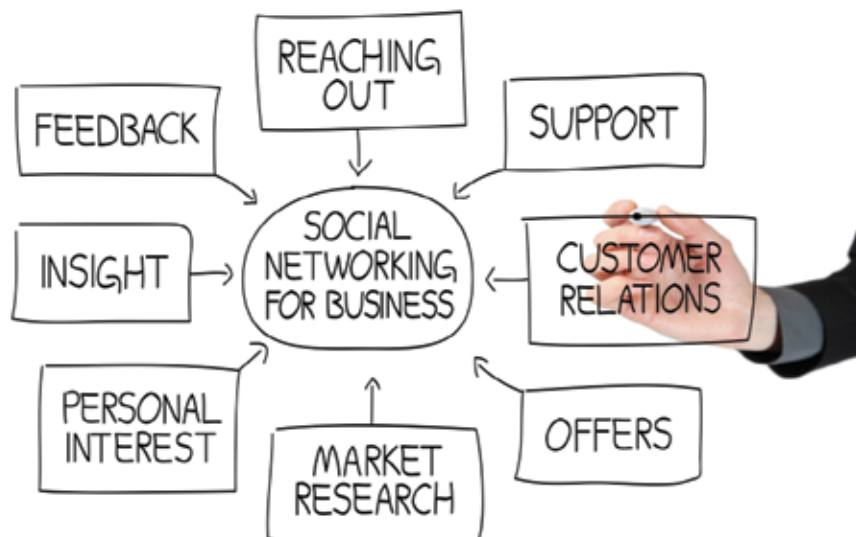 REACHING
OUT
FEEDBACK
SUPPORT
INSIGHT
SOCIAL
NETWORKING
FOR BUSINESS
CUSTOMER
RELATIONS
PERSONAL
INTEREST
MARKET
RESEARCH
OFFERS